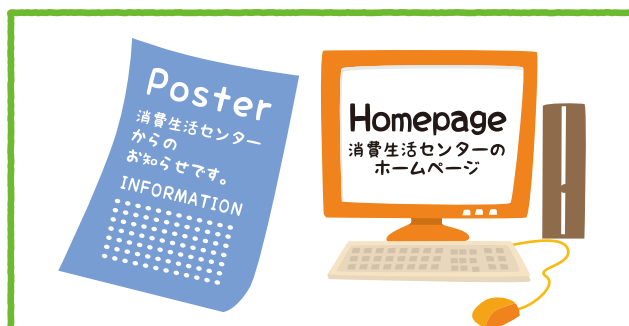 Poster
消費生活センター
からの
お知らせです。
INFORMATION
Homepage
消費生活センターの
ホームページ